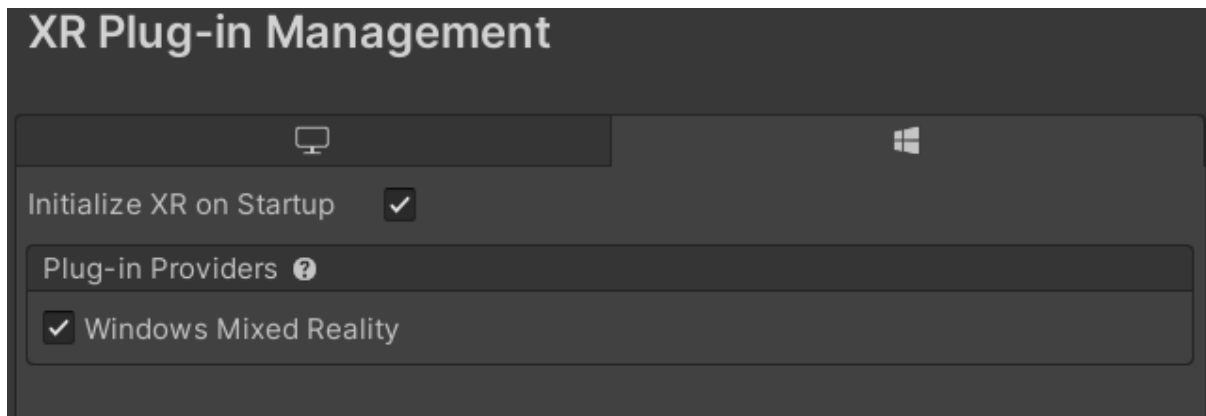 XR Plug-in Management
Initialize XR on Startup
Plug-in Providers
Windows Mixed Reality